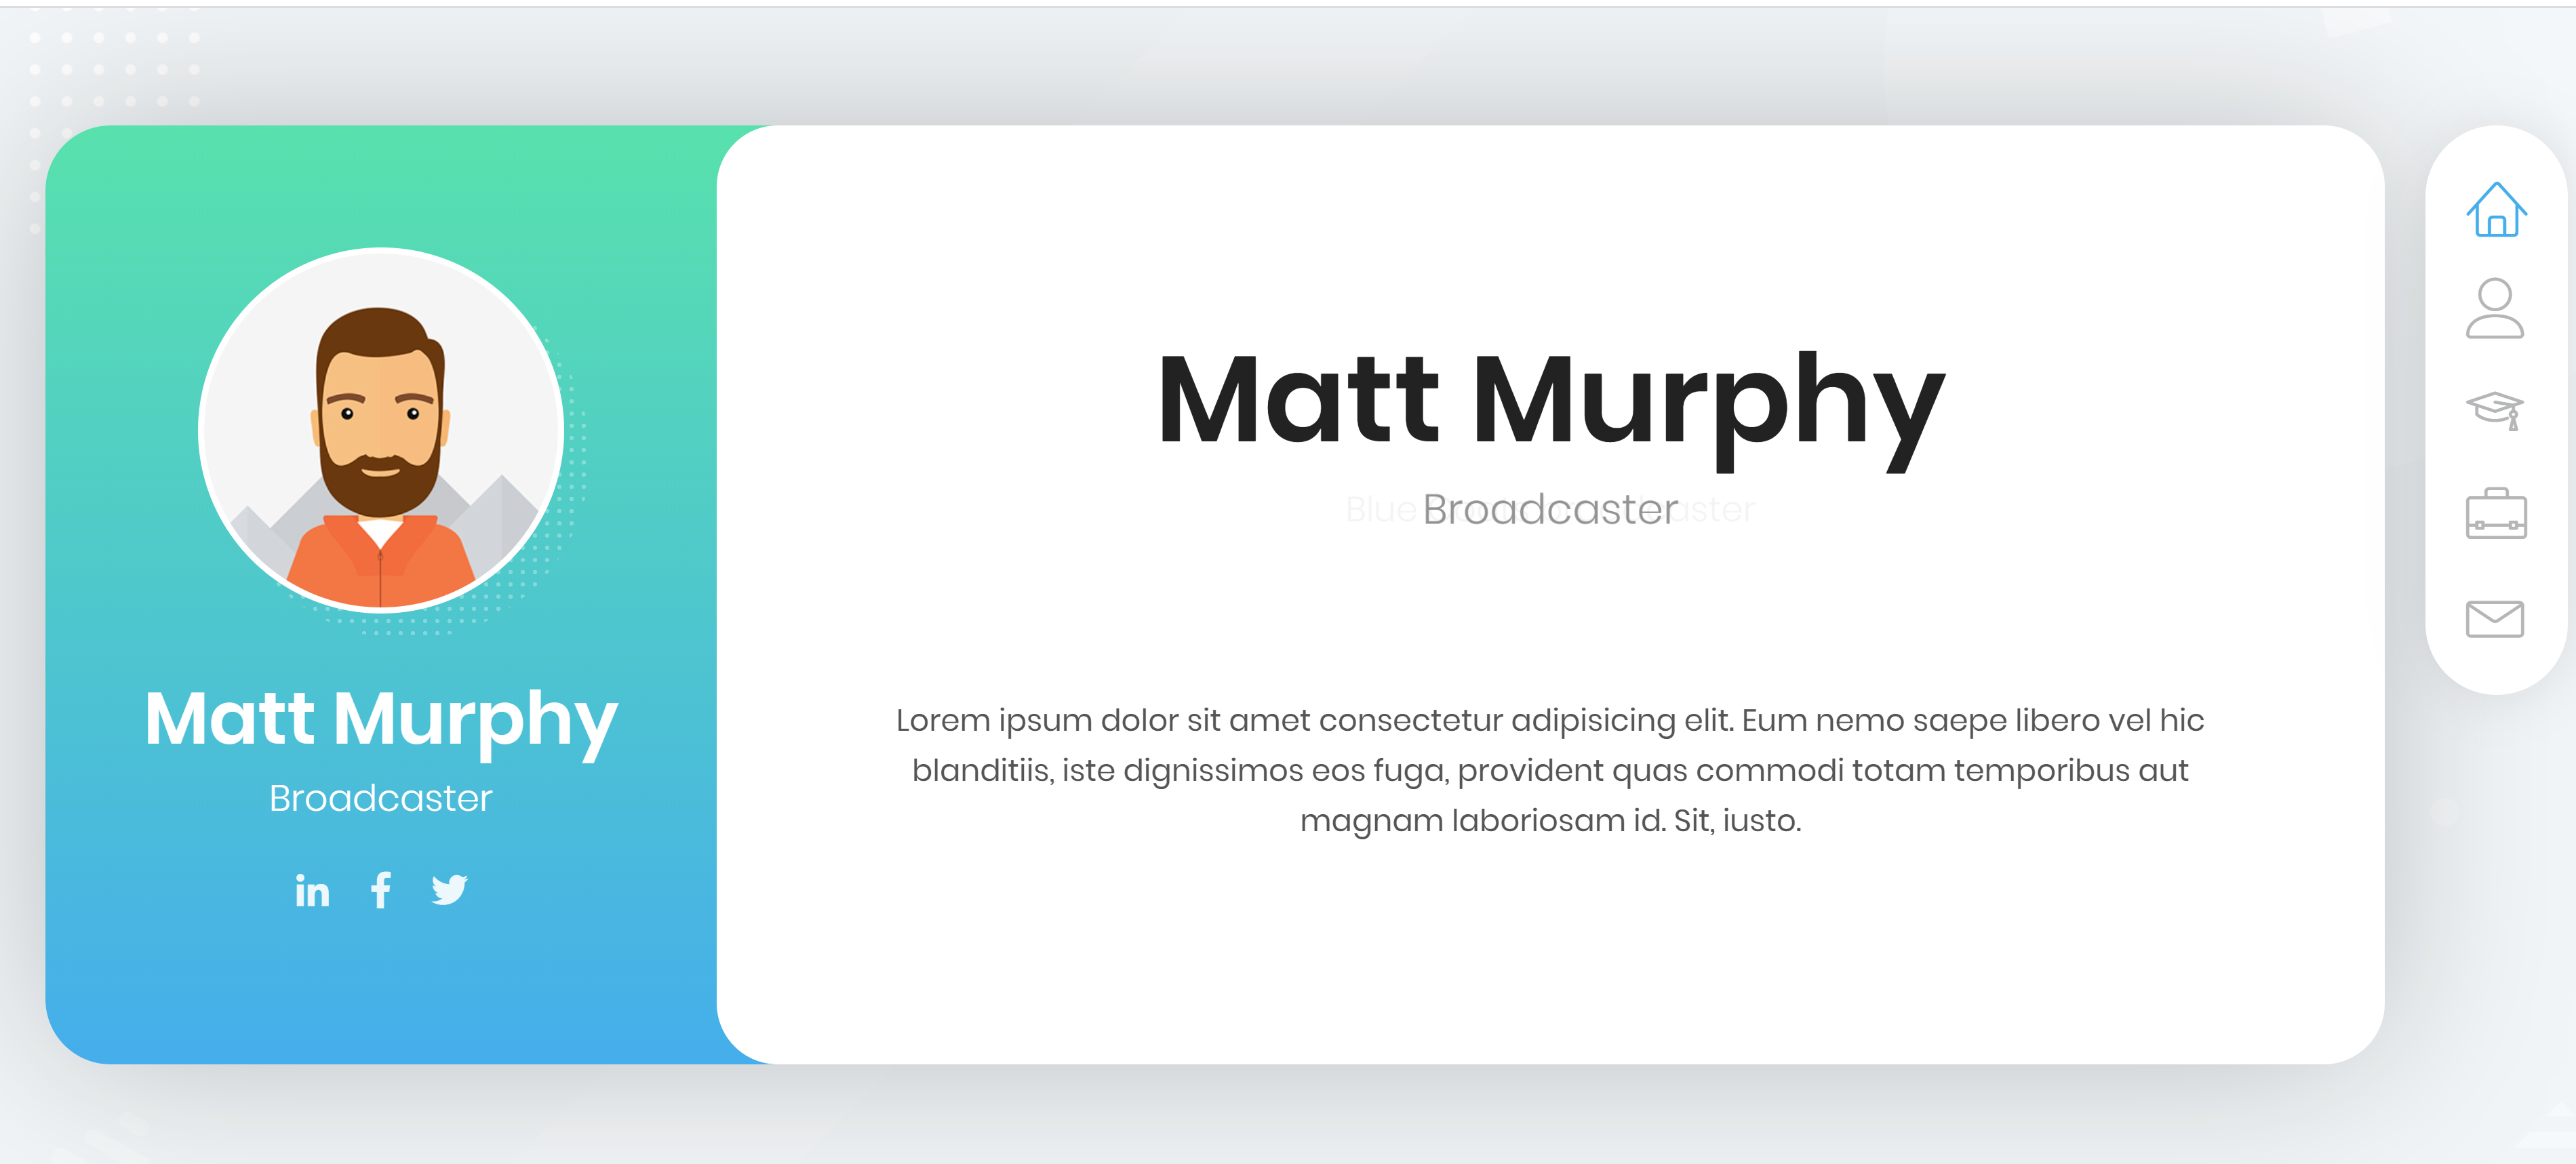 Matt Murphy
Broadcaster
in f
Matt Murphy
Broadcaster
Blue
Lorem ipsum dolor sit amet consectetur adipisicing elit. Eum nemo saepe libero vel hic
blanditiis, iste dignissimos eos fuga, provident quas commodi totam temporibus aut
magnam laboriosam id. Sit, iusto.